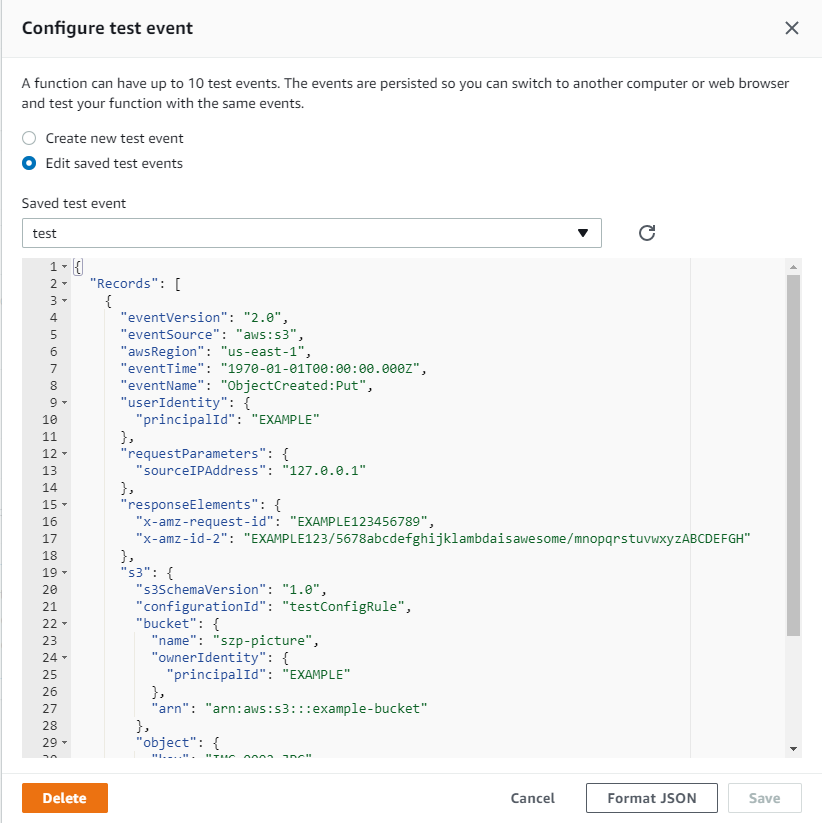 Configure test event
A function can have up to 10 test events. The events are persisted so you can switch to another computer or web browser
and test your function with the same events.
Create new test event
Edit saved test events
Saved test event
test
1 {
2 "Records": [
3 {
4 "eventVersion": "2.0",
5 "eventSource": "aws:s3",
6 "awsRegion": "us-east-1",
7 "eventTime": "1970-01-01T00:00:00.000Z",
8 "eventName": "ObjectCreated:Put",
9 "userIdentity": {
10 "principalId": "EXAMPLE"
11 },
12 "requestParameters": {
13 "sourceIPAddress": "127.0.0.1"
14 },
15 "responseElements": {
16 "x-amz-request-id": "EXAMPLE123456789",
17 "x-amz-id-2": "EXAMPLE123/5678abcdefghijklambdaisawesome/mnopqrstuvwxyzABCDEFGH"
18 },
19 "s3": {
20 "s3SchemaVersion": "1.0",
21 "configurationId": "testConfigRule",
22 "bucket": {
23 "name": "szp-picture",
24 "ownerIdentity": {
25 "principalId": "EXAMPLE"
26 },
27 "arn": "arn:aws:s3:::example-bucket"
28 },
29 "object": {
Delete
Cancel
Format JSON
Save